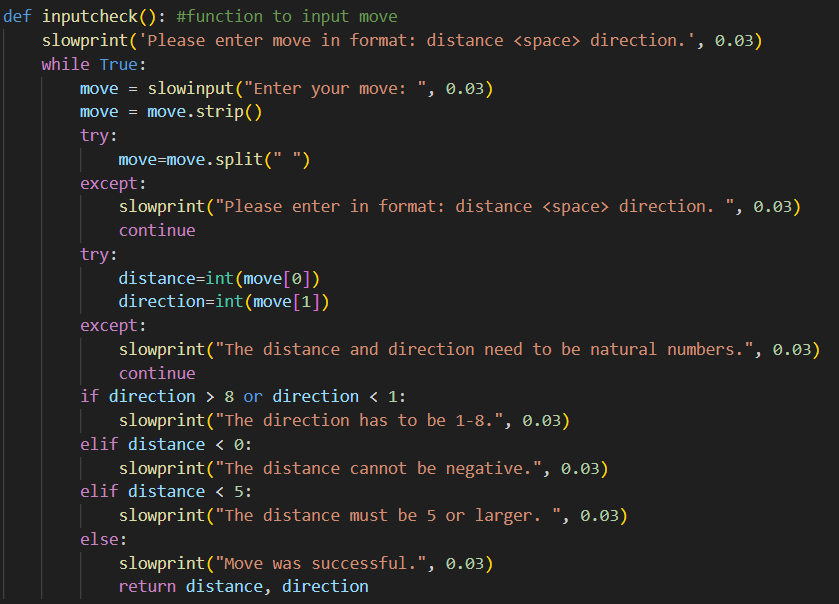 def inputcheck(): #function to input move
    slowprint('Please enter move in format: distance <space> direction.', 0.03)
    while True:
        move = slowinput("Enter your move: ", 0.03)
        move = move.strip()
        try:
            move=move.split(" ")
        except:
            slowprint("Please enter in format: distance <space> direction. ", 0.03)
            continue
        try:
            distance=int(move[0])
            direction=int(move[1])
        except:
            slowprint("The distance and direction need to be natural numbers.", 0.03)
            continue
        if direction > 8 or direction < 1:
            slowprint("The direction has to be 1-8.", 0.03)
        elif distance < 0:
            slowprint("The distance cannot be negative.", 0.03)
        elif distance < 5:
            slowprint("The distance must be 5 or larger. ", 0.03)
        else:
            slowprint("Move was successful.", 0.03)
            return distance, direction